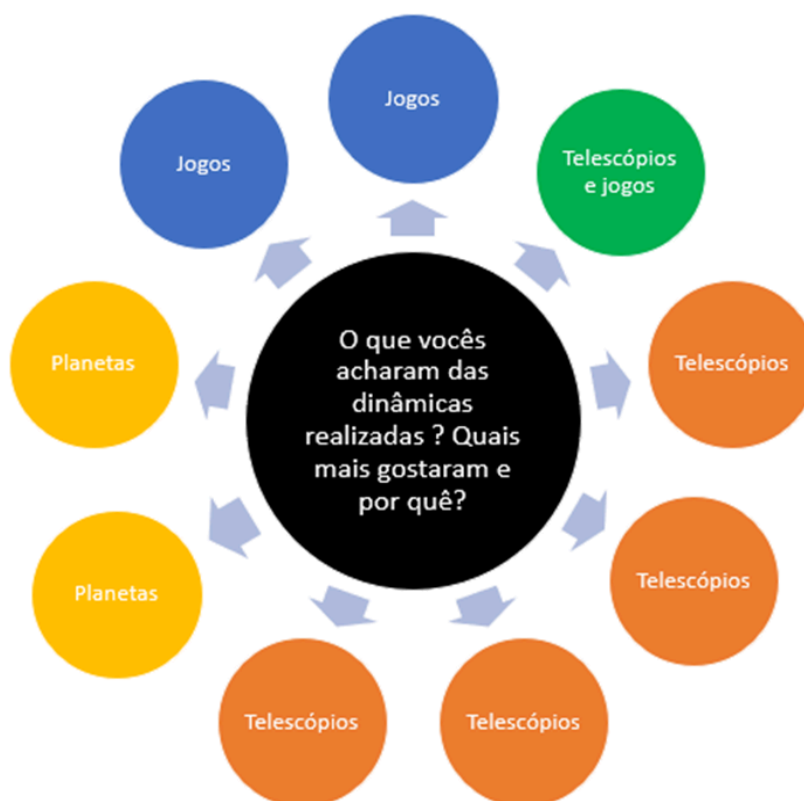 Jogos
Telescópios
e jogos
Telescópios
Telescópios
Telescópios
Telescópios
Planetas
Planetas
Jogos
O que vocês
acharam das
dinâmicas
realizadas ? Quais
mais gostaram e
por quê?